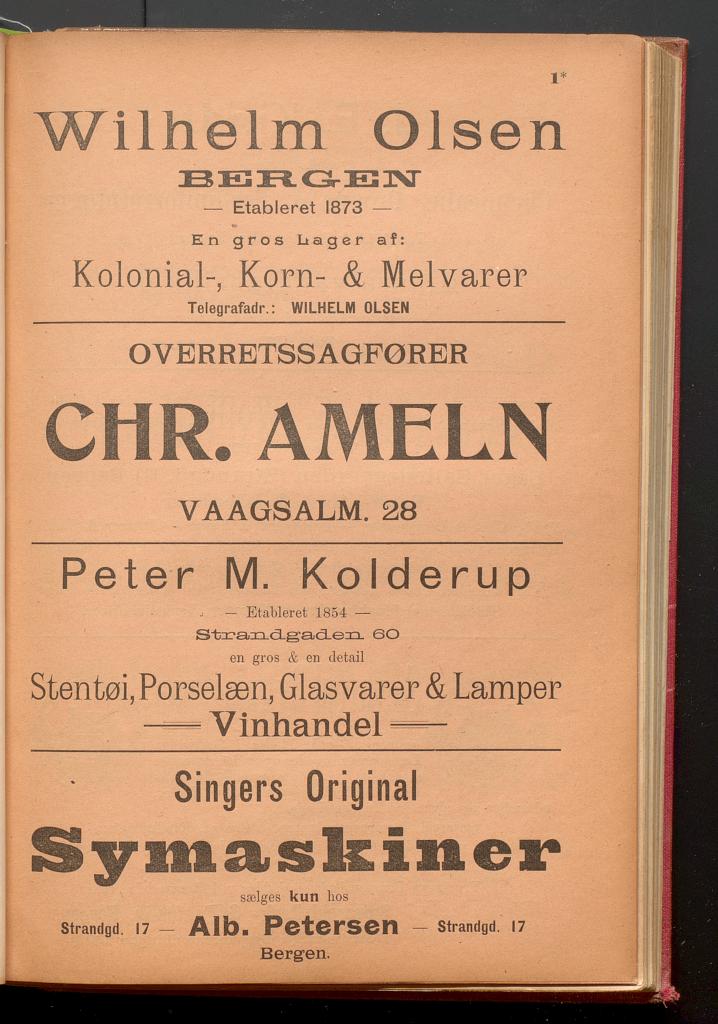 1*
Wilhelm Olsen
BERGEN
— Etableret 1873 —
En gros Lager af:
Kolonial-, Korn- & Melvarer
Telegrafadr.: WILHELM OLSEN
OVERRETSSAGFØRER
CHR. AMELN
VAAGSALM. 28
Peter M. Kolderup
— Etableret 1854 —
Strandgaden 60
en gros & en detail
Stentøi, Porselæn, Glasvarer & Lamper
Vinhandel
Singers Original
Symaskiner
sælges kun hos
Strandgd. 17 — Alb. Petersen — Strandgd. 17
Bergen.